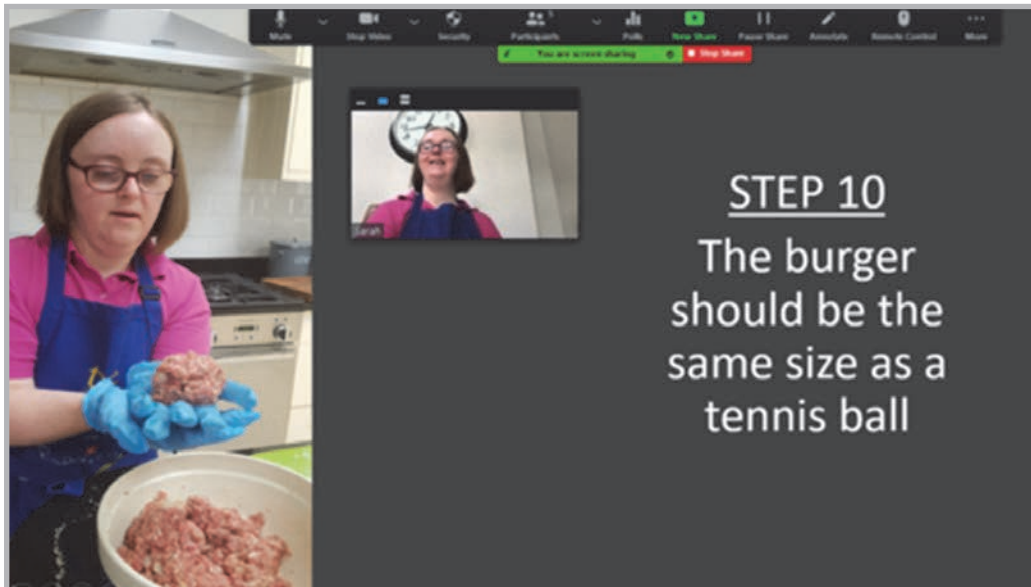 Mute
Stop Video
Security
Participants
Polls
New Share
Pause Share
Annotate
Remote Control
More
You are screen sharing
Stop Share
Sarah
STEP 10
The burger
should be the
same size as a
tennis ball